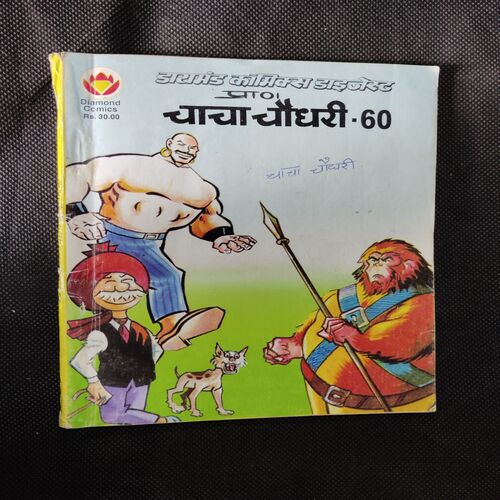 डायमंड कॉमिक्स डाइजेस्ट
Diamond
Comics
Rs. 30.00
प्राण
चाचा चौधरी - 60
चाचा चौधरी